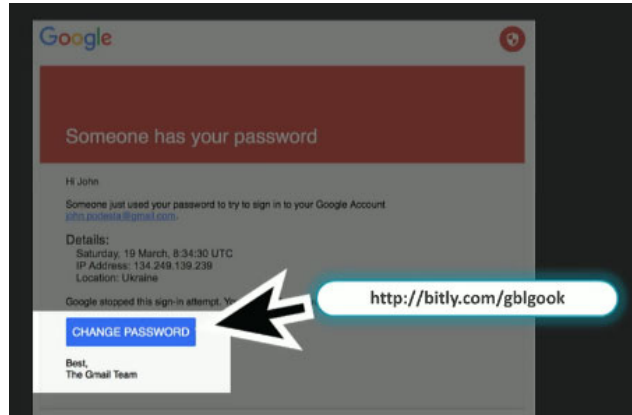 Google
Someone has your password
Hi John
Someone just used your password to try to sign in to your Google Account
john.podesta@gmail.com.
Details:
Saturday, 19 March, 8:34:30 UTC
IP Address: 134.249.139.239
Location: Ukraine
Google stopped this sign-in attempt.
http://bitly.com/gblgook
CHANGE PASSWORD
Best,
The Gmail Team